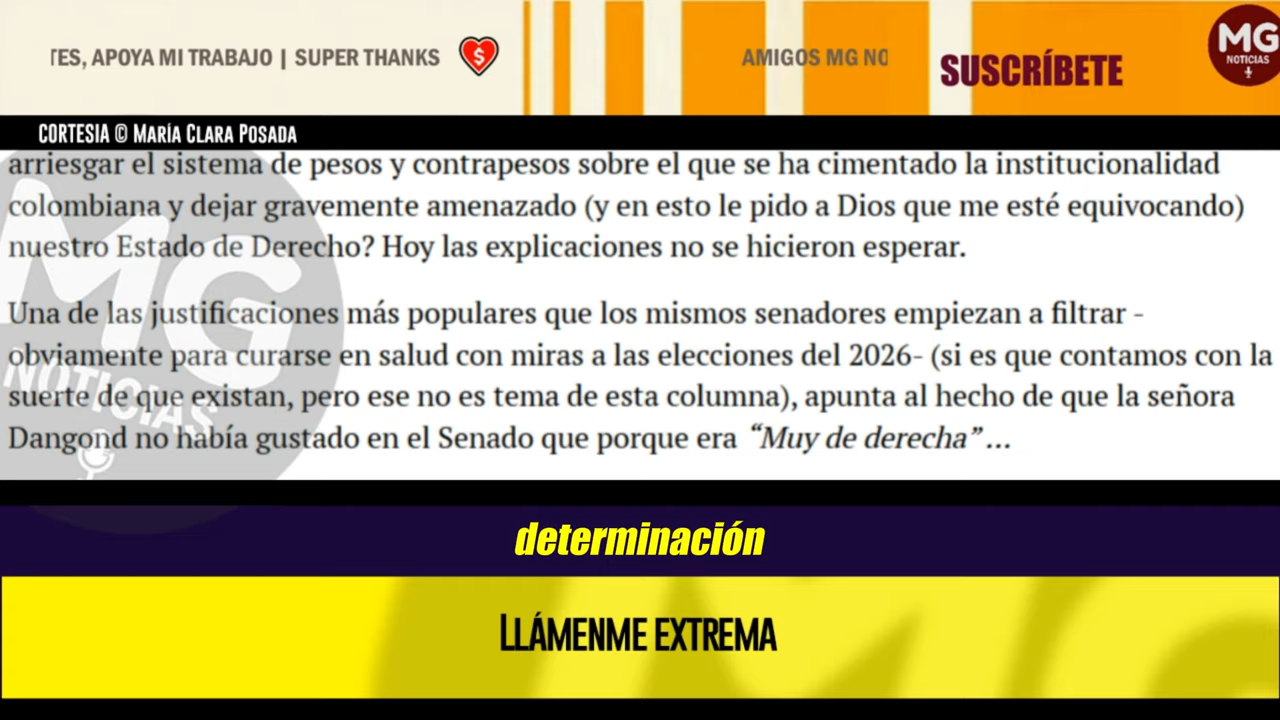 TES, APOYA MI TRABAJO | SUPER THANKS
AMIGOS MG NO
SUSCRÍBETE
MG
NOTICIAS
CORTESIA © MARÍA CLARA POSADA
arriesgar el sistema de pesos y contrapesos sobre el que se ha cimentado la institucionalidad
colombiana y dejar gravemente amenazado (y en esto le pido a Dios que me esté equivocando)
nuestro Estado de Derecho? Hoy las explicaciones no se hicieron esperar.
Una de las justificaciones más populares que los mismos senadores empiezan a filtrar -
obviamente para curarse en salud con miras a las elecciones del 2026- (si es que contamos con la
suerte de que existan, pero ese no es tema de esta columna), apunta al hecho de que la señora
Dangond no había gustado en el Senado que porque era “Muy de derecha”...
MG
NOTICIAS
determinación
LLÁMENME EXTREMA